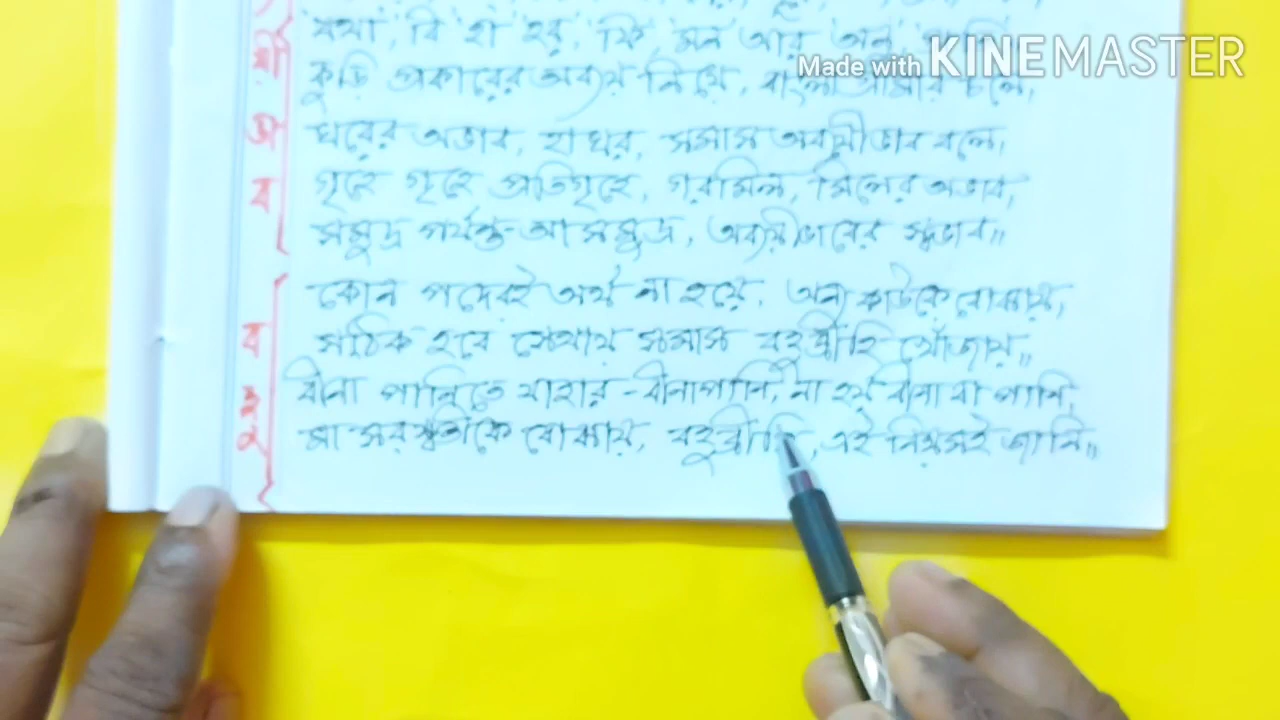 Made with KINEMASTER
যথা, বি হা হর, ফি মন আর অন,
কুড়ি প্রকারের অব্যয় নিয়ে, বাংলা আমার চলে,
ঘরের অভাব, হা ঘর, সমাস অব্যয়ীভাব বলে,
গৃহে গৃহে প্রতিগৃহে, গরমিল, মিলের অভাব,
সমুদ্র পর্যন্ত-আসমুদ্র, অব্যয়ীভাবের স্বভাব॥
কোন পদেরই অর্থ না হয়ে, অন্য কাউকে বোঝায়,
সঠিক হবে সেথায় সমাস বহুব্রীহি খোঁজায়॥
বীনা পানিতে যাহার - বীনাপানি, না হয় বীনা বা পানি,
মা সরস্বতীকে বোঝায়, বহুব্রীহি, এই নিয়মই জানি॥
য়ী
ভা
ব
ব
হু